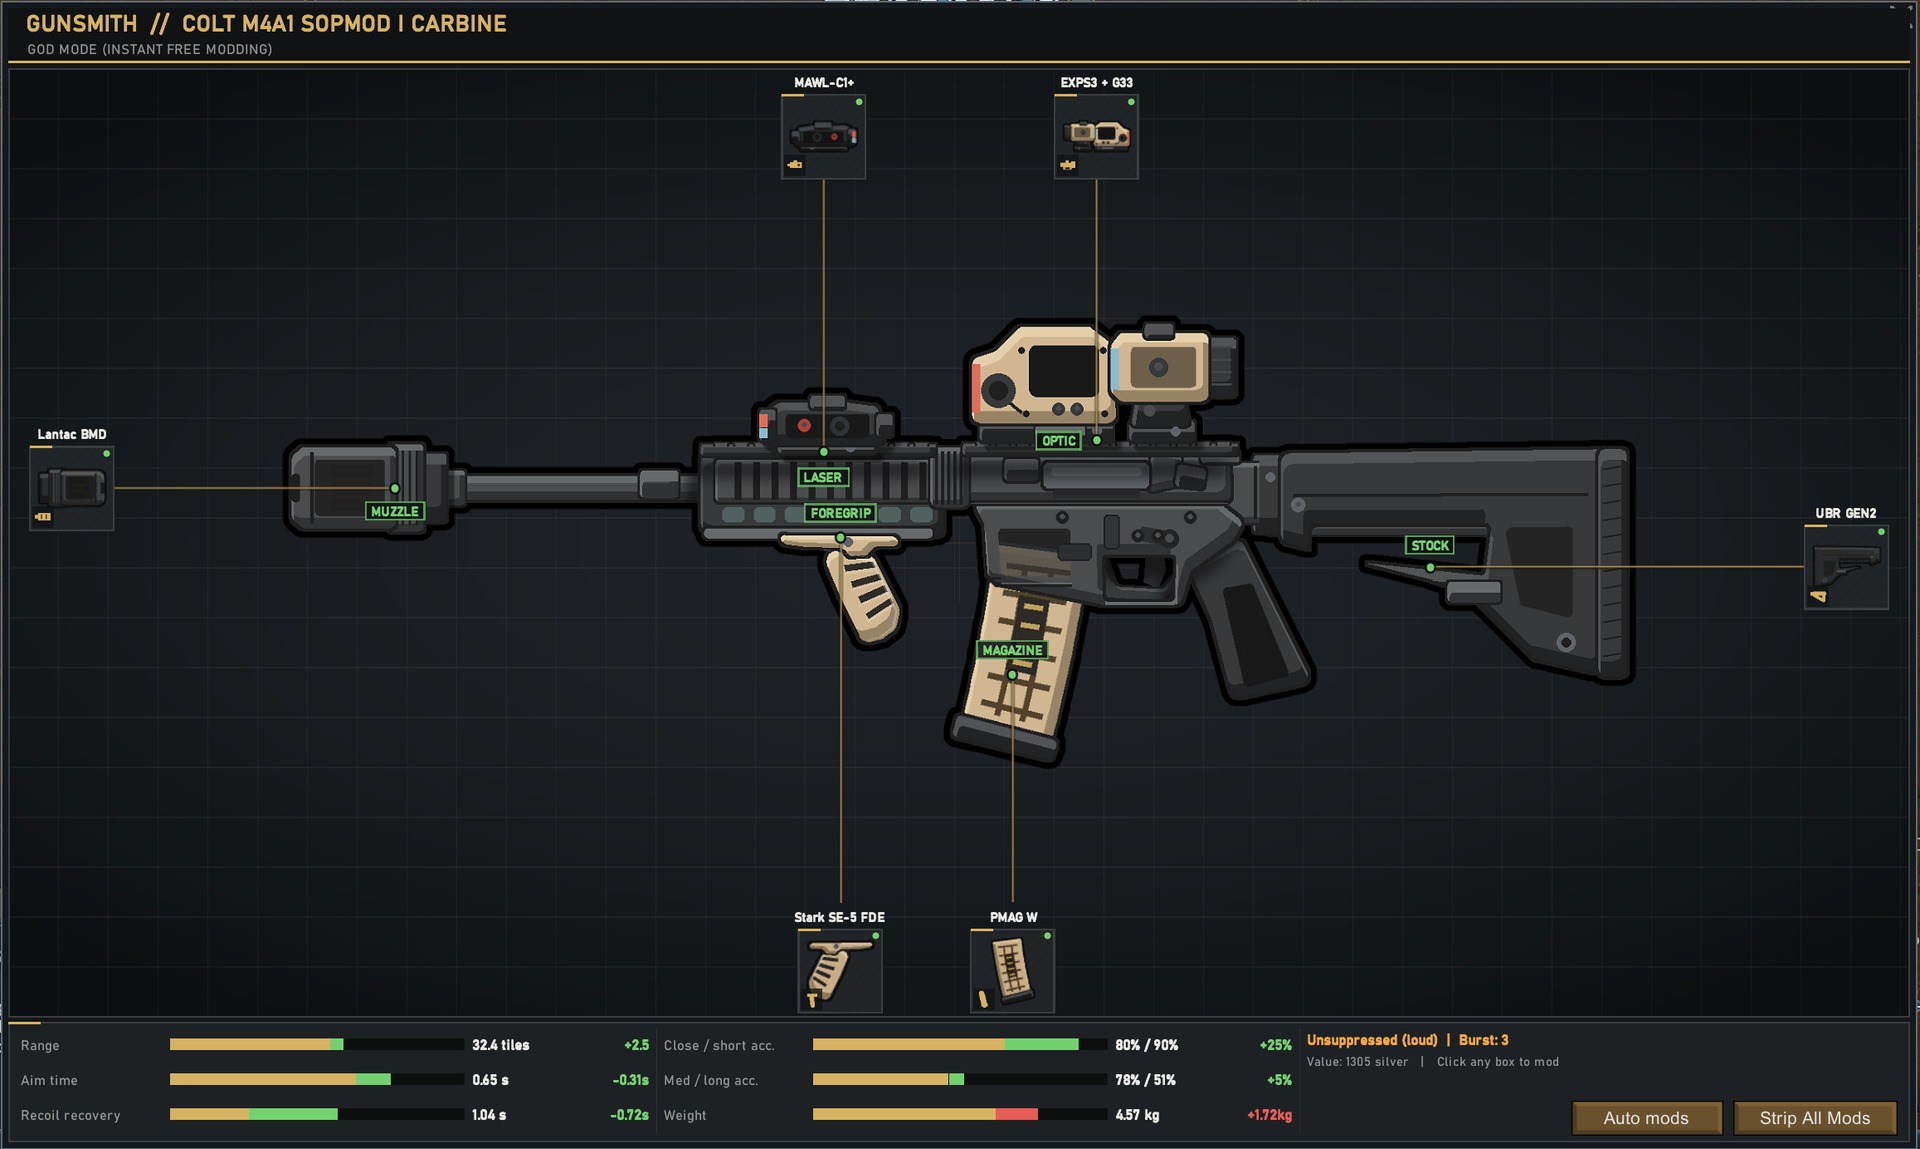 GUNSMITH // COLT M4A1 SOPMOD I CARBINE
GOD MODE (INSTANT FREE MODDING)
MAWL-C1+
EXPS3 + G33
Lantac BMD
OPTIC
LASER
MUZZLE
FOREGRIP
UBR GEN2
STOCK
MAGAZINE
Stark SE-5 FDE
PMAG W
Range 32.4 tiles +2.5
Aim time 0.65 s -0.31s
Recoil recovery 1.04 s -0.72s
Close / short acc. 80% / 90% +25%
Med / long acc. 78% / 51% +5%
Weight 4.57 kg +1.72kg
Unsuppressed (loud) | Burst: 3
Value: 1305 silver | Click any box to mod
Auto mods
Strip All Mods